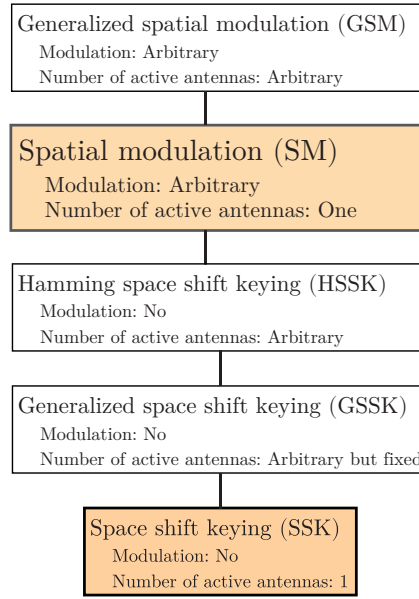 Generalized spatial modulation (GSM)
Modulation: Arbitrary
Number of active antennas: Arbitrary
Spatial modulation (SM)
Modulation: Arbitrary
Number of active antennas: One
Hamming space shift keying (HSSK)
Modulation: No
Number of active antennas: Arbitrary
Generalized space shift keying (GSSK)
Modulation: No
Number of active antennas: Arbitrary but fixed
Space shift keying (SSK)
Modulation: No
Number of active antennas: 1